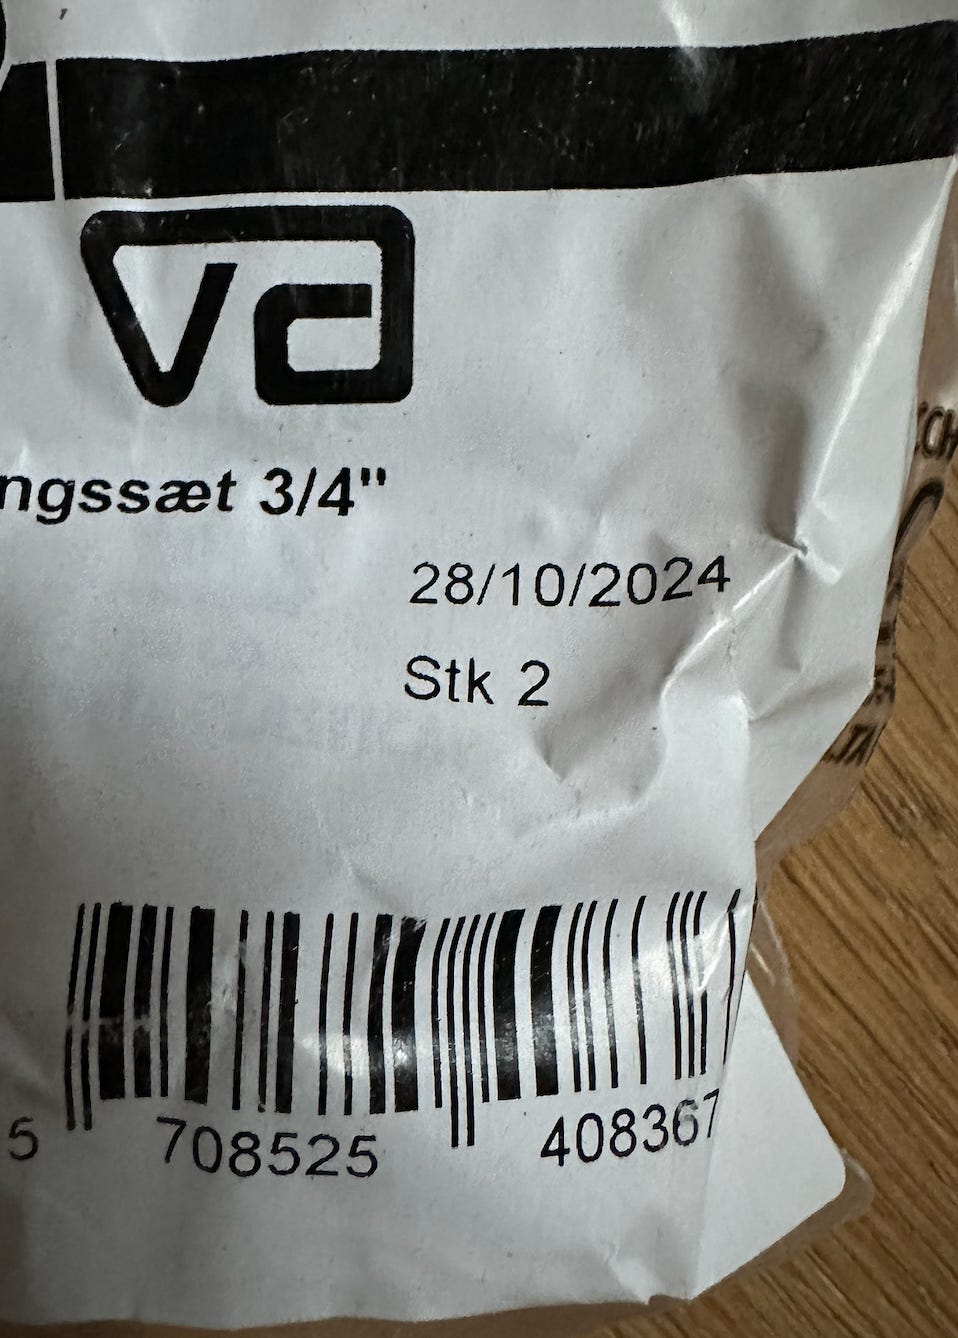 va
ngssæt 3/4"
28/10/2024
Stk 2
5 708525 408367